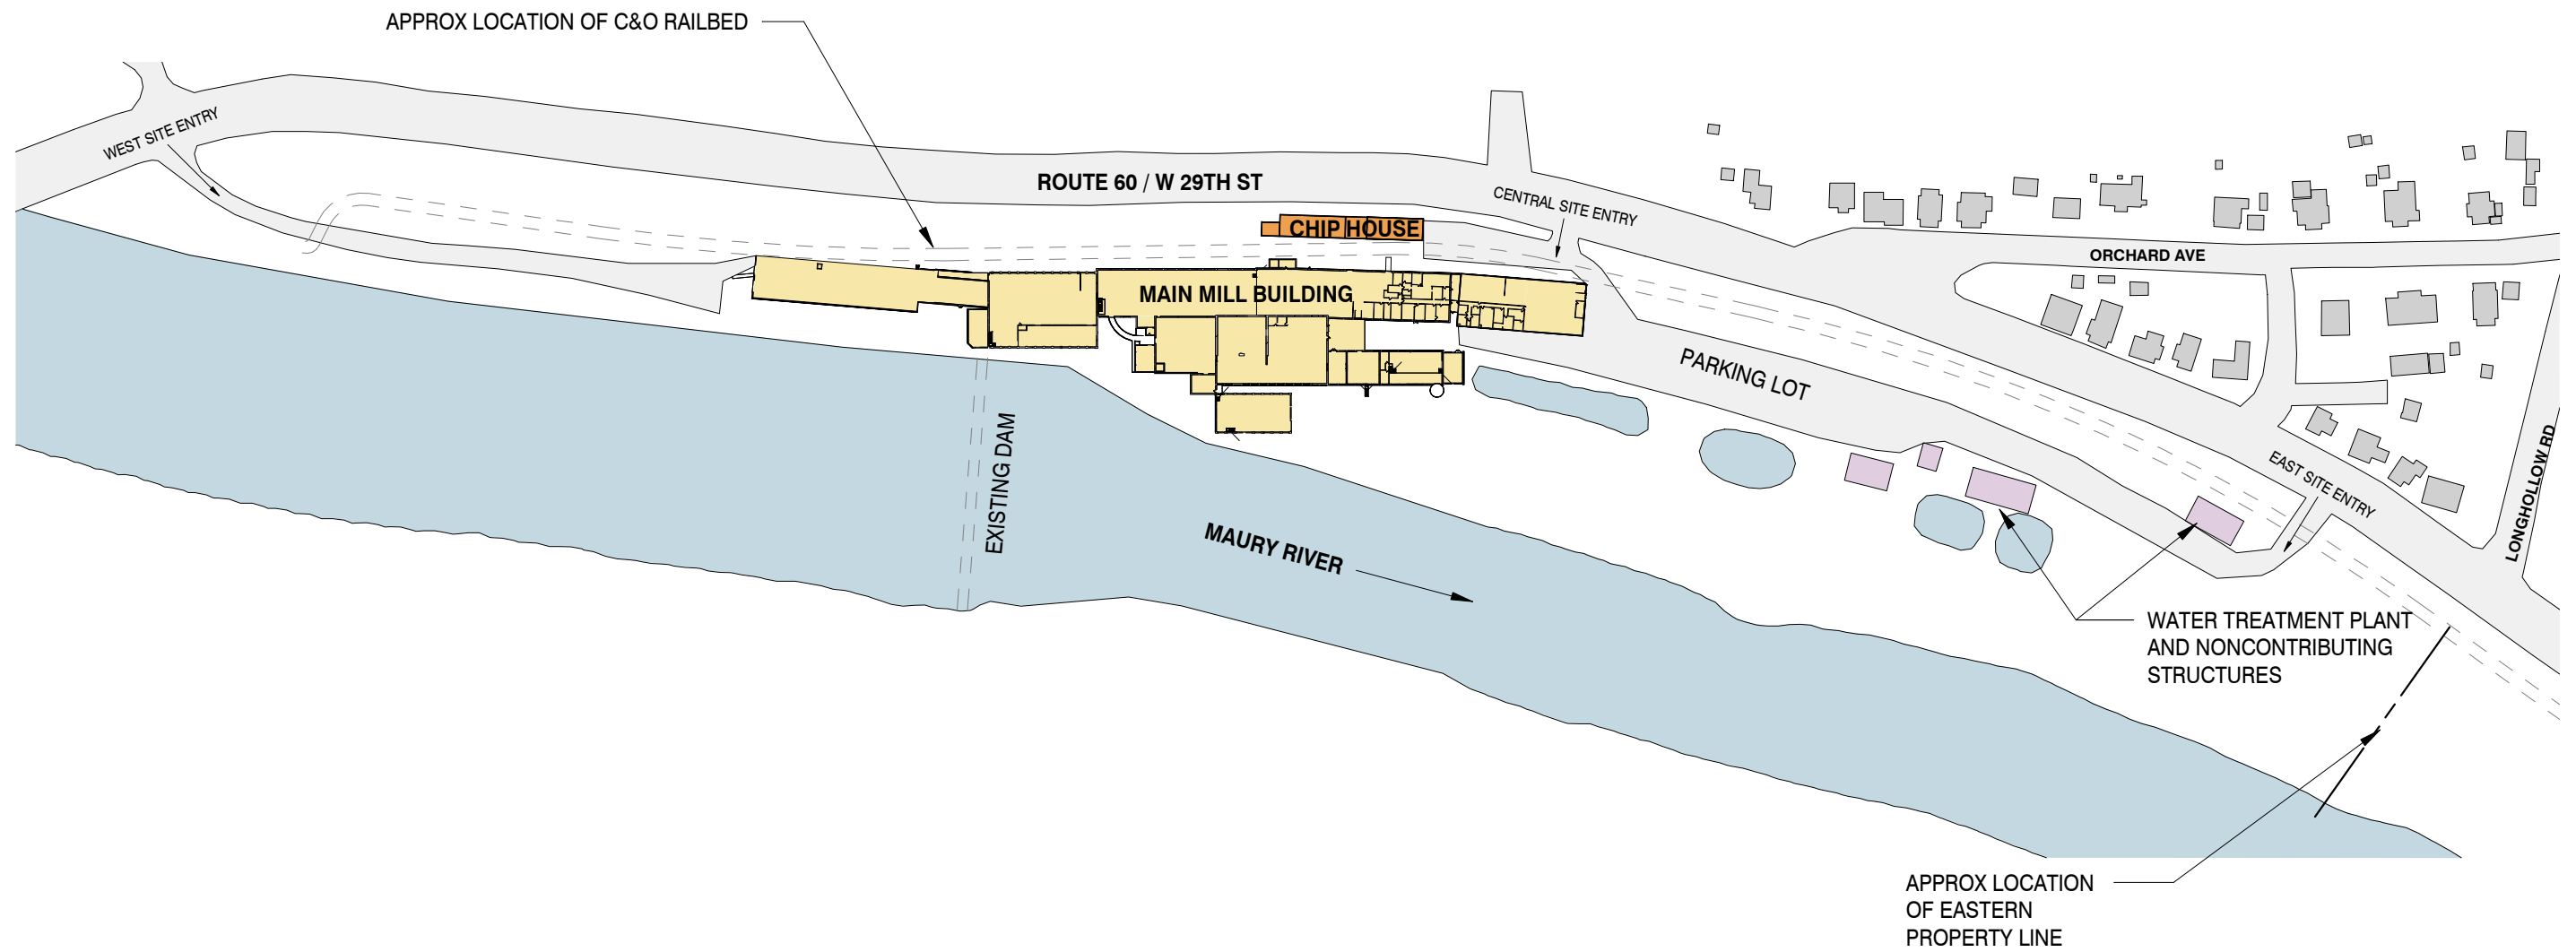 APPROX LOCATION OF C&O RAILBED
WEST SITE ENTRY
ROUTE 60 / W 29TH ST
CENTRAL SITE ENTRY
CHIP HOUSE
ORCHARD AVE
MAIN MILL BUILDING
PARKING LOT
EXISTING DAM
EAST SITE ENTRY
LONGHOLLOW RD
MAURY RIVER
WATER TREATMENT PLANT
AND NONCONTRIBUTING
STRUCTURES
APPROX LOCATION
OF EASTERN
PROPERTY LINE